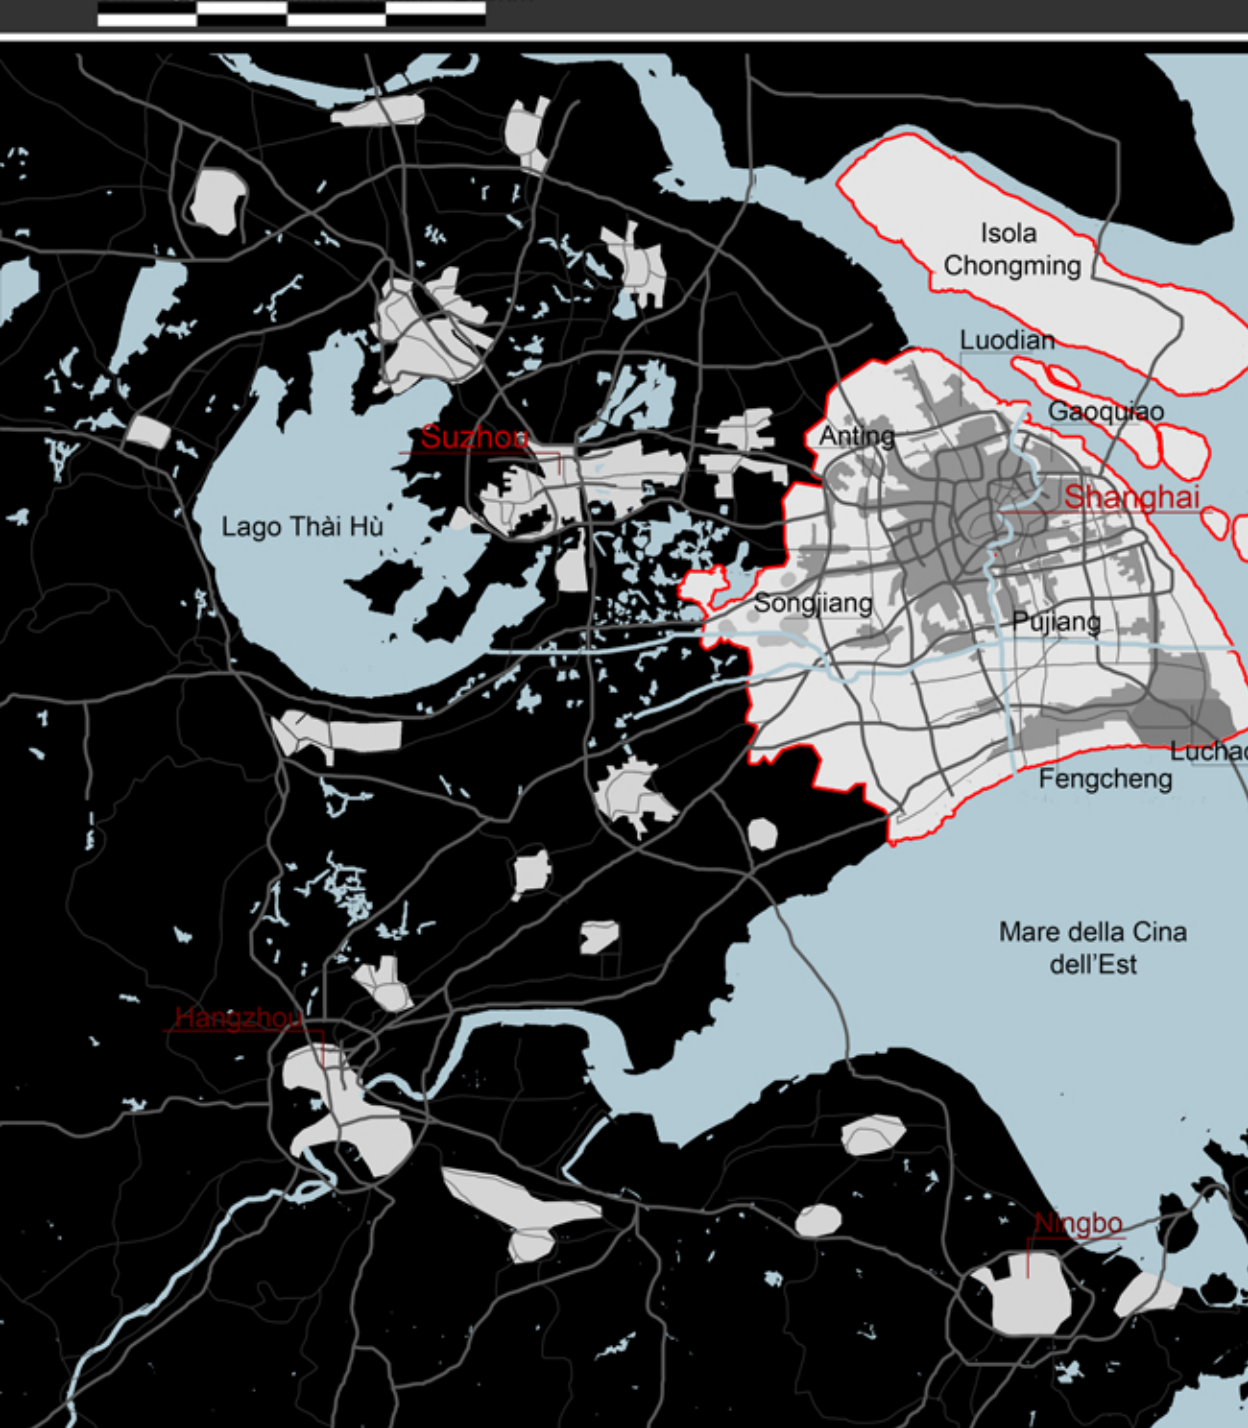 Isola
Chongming
Luodian
Gaoquiao
Anting
Suzhou
Shanghai
Lago Thài Hù
Songjiang
Pujiang
Fengcheng
Mare della Cina
dell'Est
Hangzhou
Ningbo